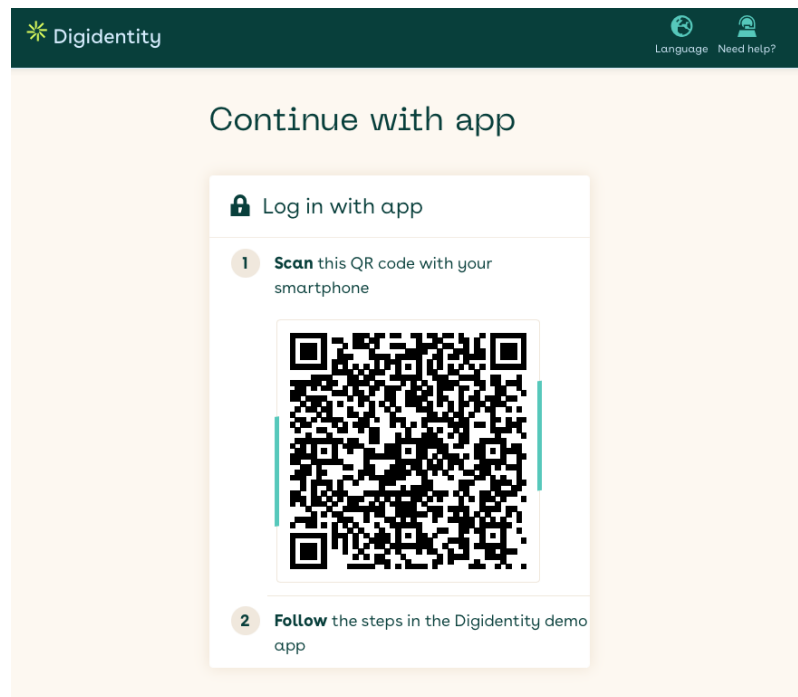 Digidentity
Language
Need help?
Continue with app
Log in with app
1
Scan this QR code with your
smartphone
2
Follow the steps in the Digidentity demo
app